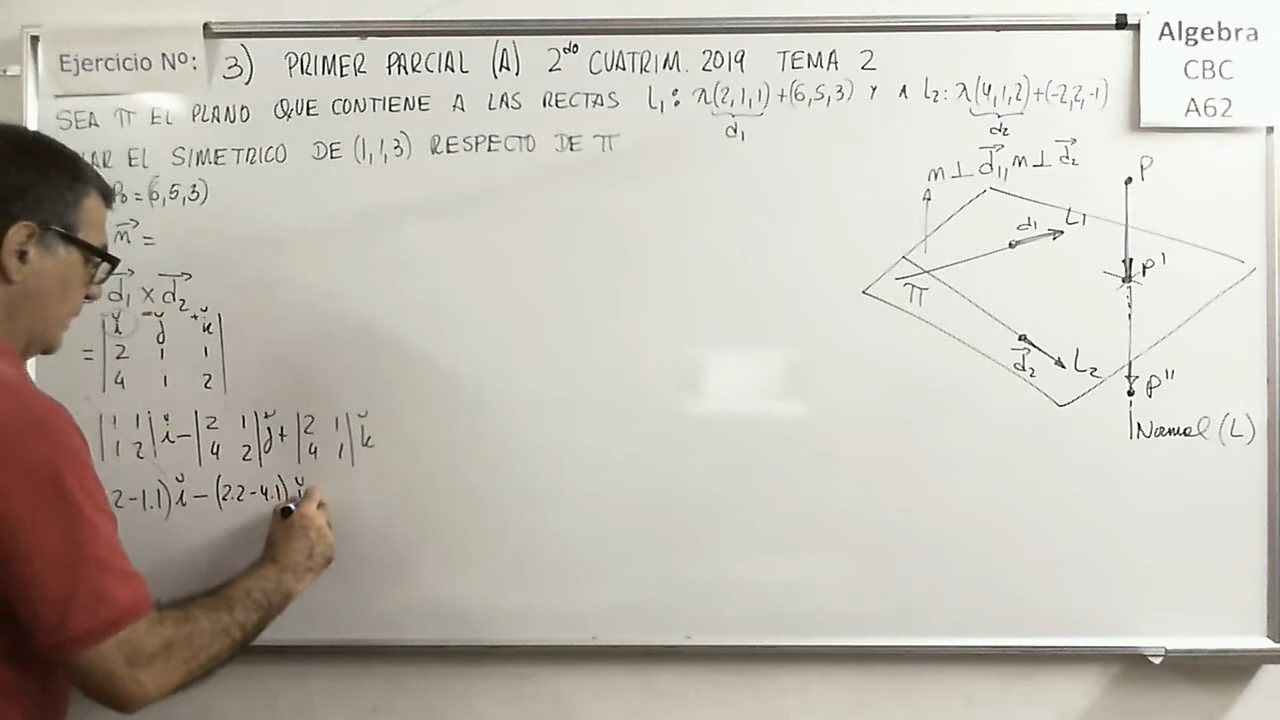 Ejercicio Nº: 3) PRIMER PARCIAL (A) 2do CUATRIM. 2019 TEMA 2
Algebra
CBC
A62
SEA π EL PLANO QUE CONTIENE A LAS RECTAS L1: λ(2,1,1)+(6,5,3) Y A L2: λ(4,1,2)+(-2,2,-1)
d1
d2
AR EL SIMETRICO DE (1,1,3) RESPECTO DE π
P0 = (6,5,3)
n⃗ =
d1⃗ × d2⃗
= | ǐ -ǰ +ǩ |
| 2 1 1 |
| 4 1 2 |
|1 1| ǐ - |2 1| ǰ + |2 1| ǩ
|1 2| |4 2| |4 1|
2-1.1) ǐ - (2.2-4.1)
n ⊥ d1⃗, n ⊥ d2⃗
P
d1
L1
P'
π
d2⃗
L2
P''
Normal (L)